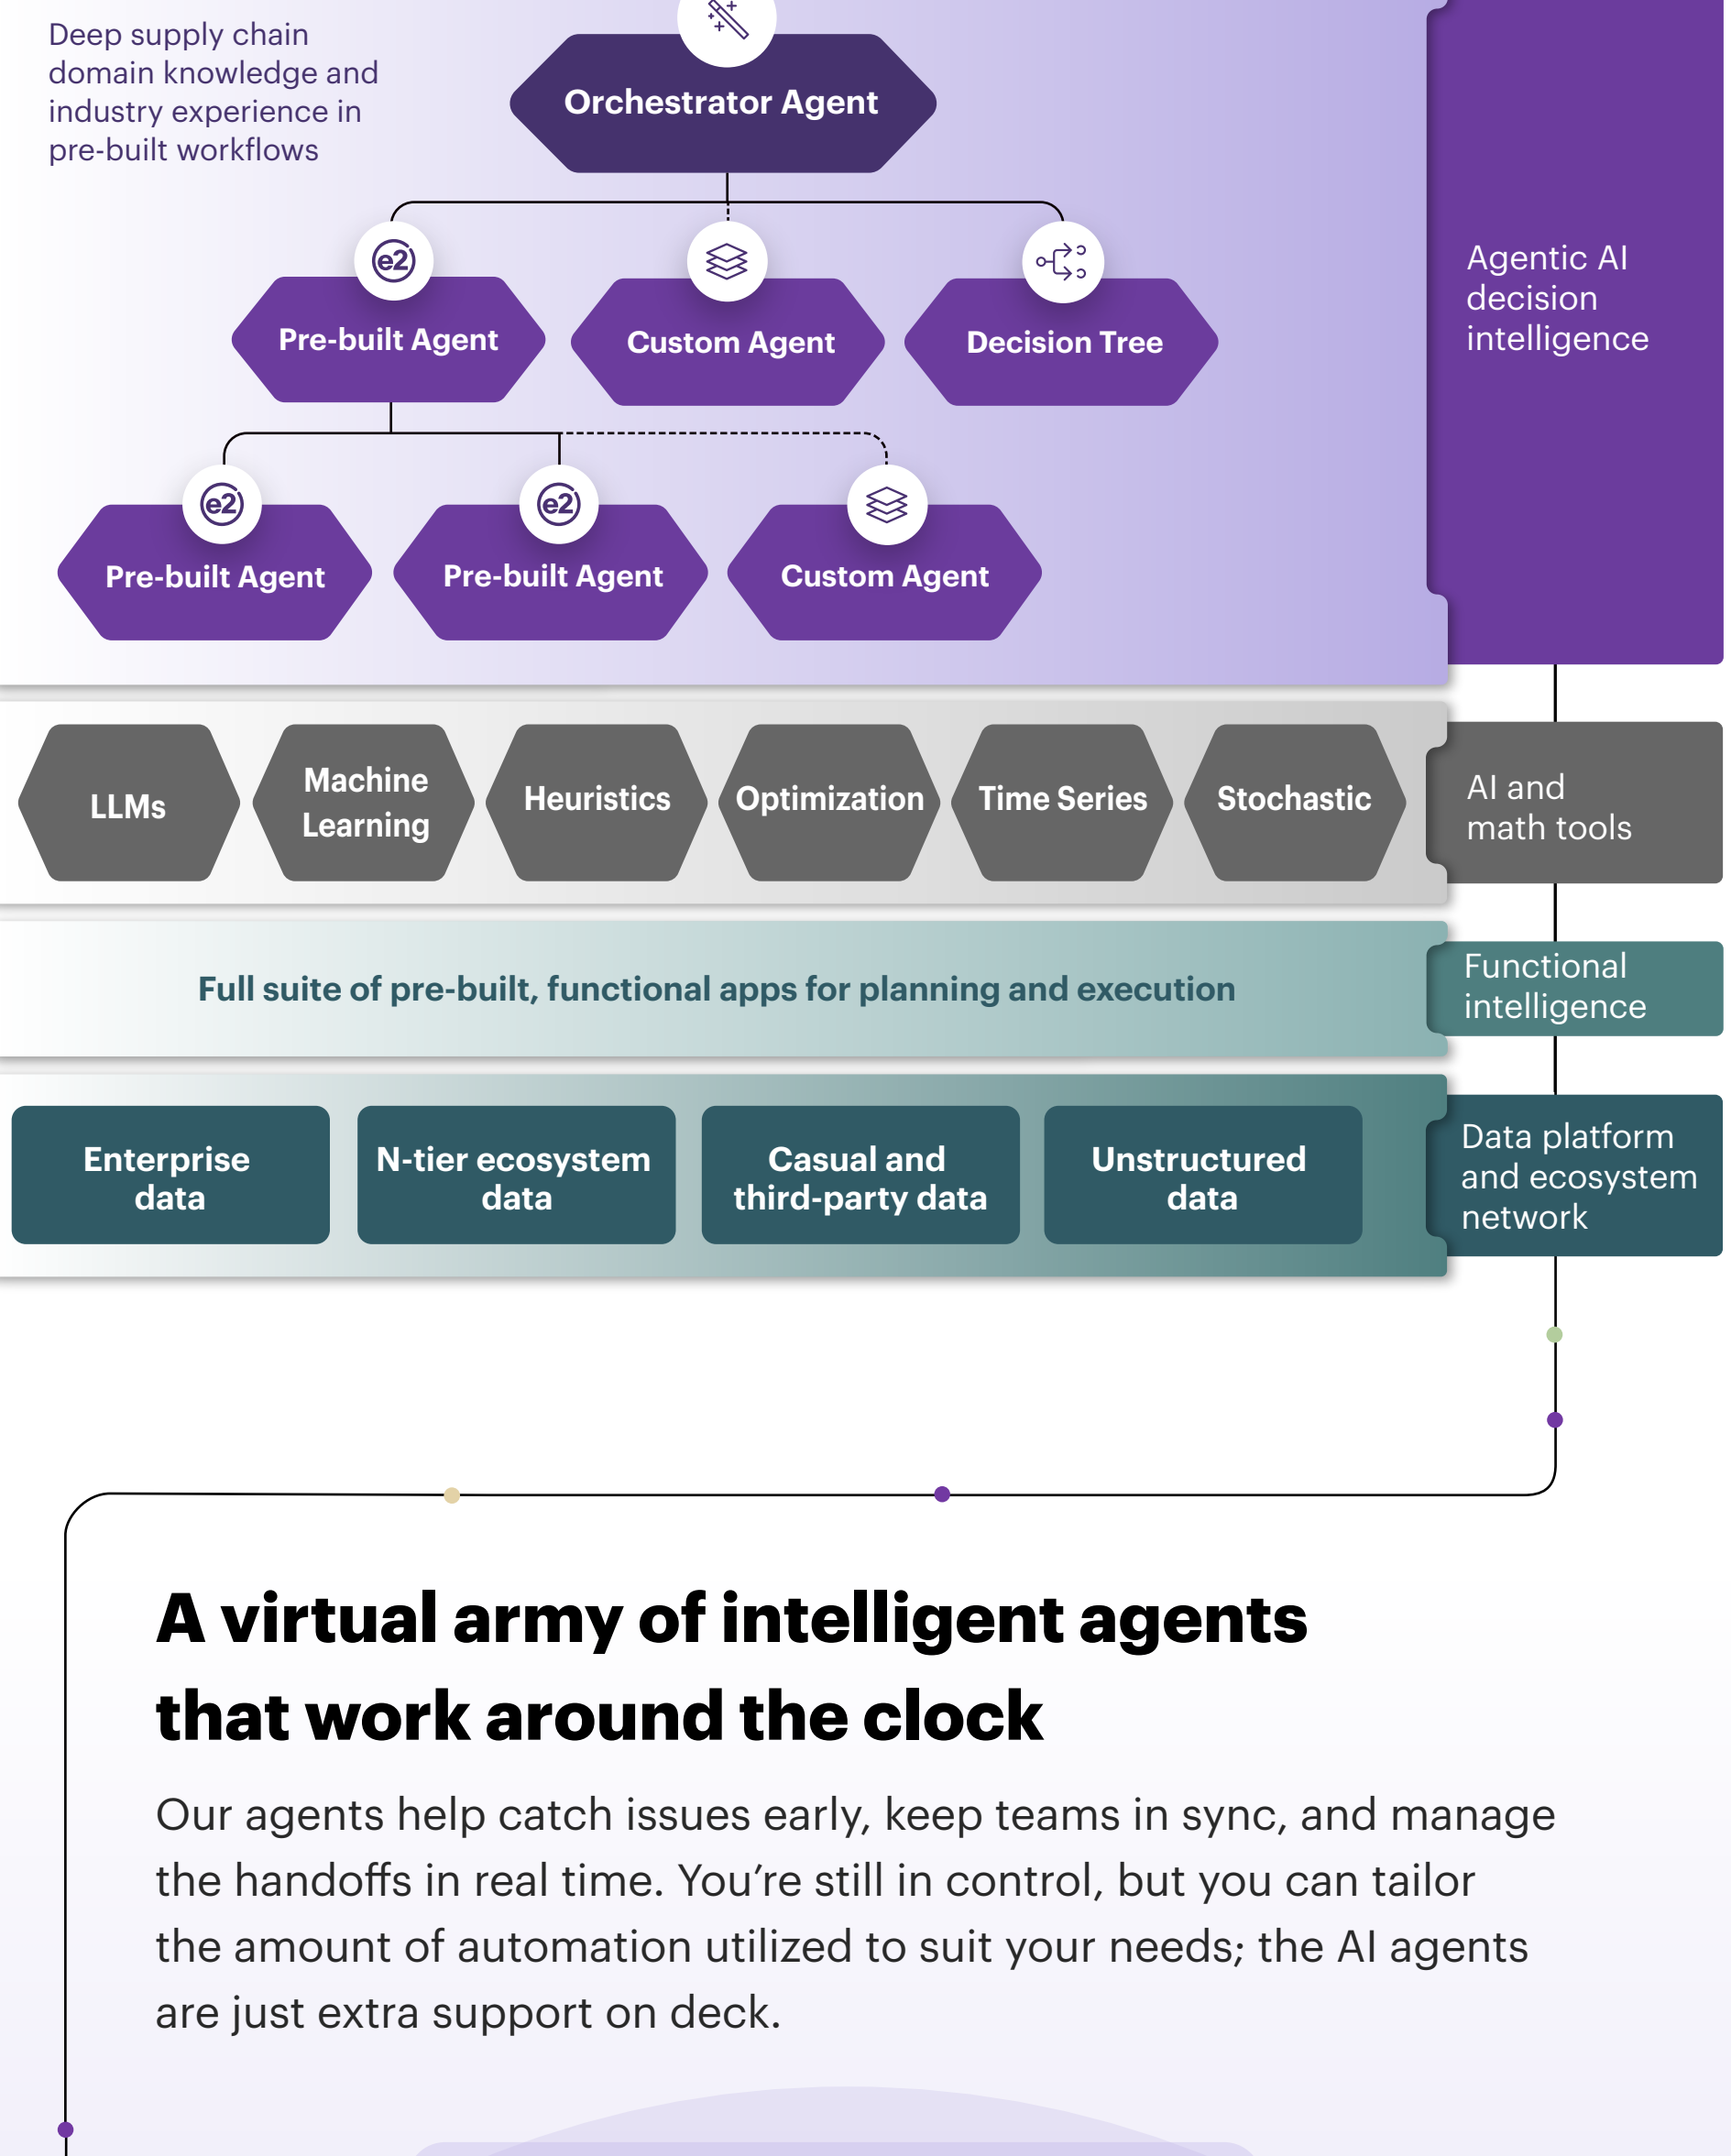 Deep supply chain
domain knowledge and
industry experience in
pre-built workflows
Orchestrator Agent
e2
Pre-built Agent
Custom Agent
Decision Tree
e2
Pre-built Agent
e2
Pre-built Agent
Custom Agent
Agentic AI
decision
intelligence
LLMs
Machine
Learning
Heuristics
Optimization
Time Series
Stochastic
AI and
math tools
Full suite of pre-built, functional apps for planning and execution
Functional
intelligence
Enterprise
data
N-tier ecosystem
data
Casual and
third-party data
Unstructured
data
Data platform
and ecosystem
network
A virtual army of intelligent agents
that work around the clock
Our agents help catch issues early, keep teams in sync, and manage
the handoffs in real time. You’re still in control, but you can tailor
the amount of automation utilized to suit your needs; the AI agents
are just extra support on deck.